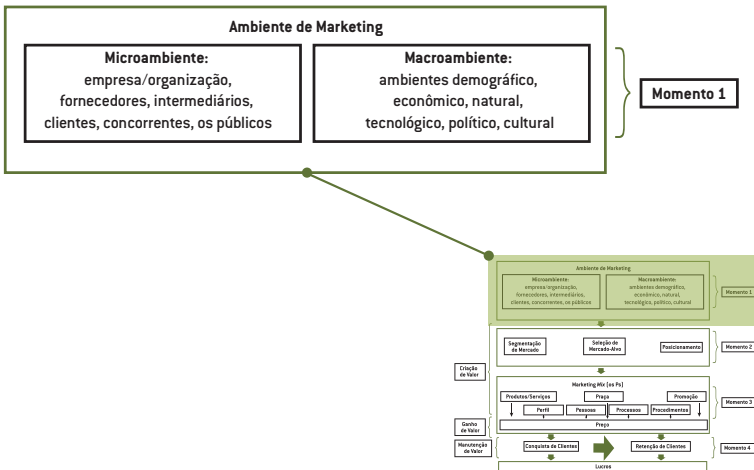 Ambiente de Marketing
Microambiente:
empresa/organização,
fornecedores, intermediários,
clientes, concorrentes, os públicos
Macroambiente:
ambientes demográfico,
econômico, natural,
tecnológico, político, cultural
Momento 1
Ambiente de Marketing
Microambiente:
empresa/organização,
fornecedores, intermediários,
clientes, concorrentes, os públicos
Macroambiente:
ambientes demográfico,
econômico, natural,
tecnológico, político, cultural
Momento 1
Segmentação
de Mercado
Seleção de
Mercado-Alvo
Posicionamento
Momento 2
Criação
de Valor
Marketing Mix [os Ps]
Produtos/Serviços
Praça
Promoção
Perfil
Pessoas
Processos
Procedimentos
Momento 3
Ganho
de Valor
Preço
Manutenção
de Valor
Conquista de Clientes
Retenção de Clientes
Momento 4
Lucros